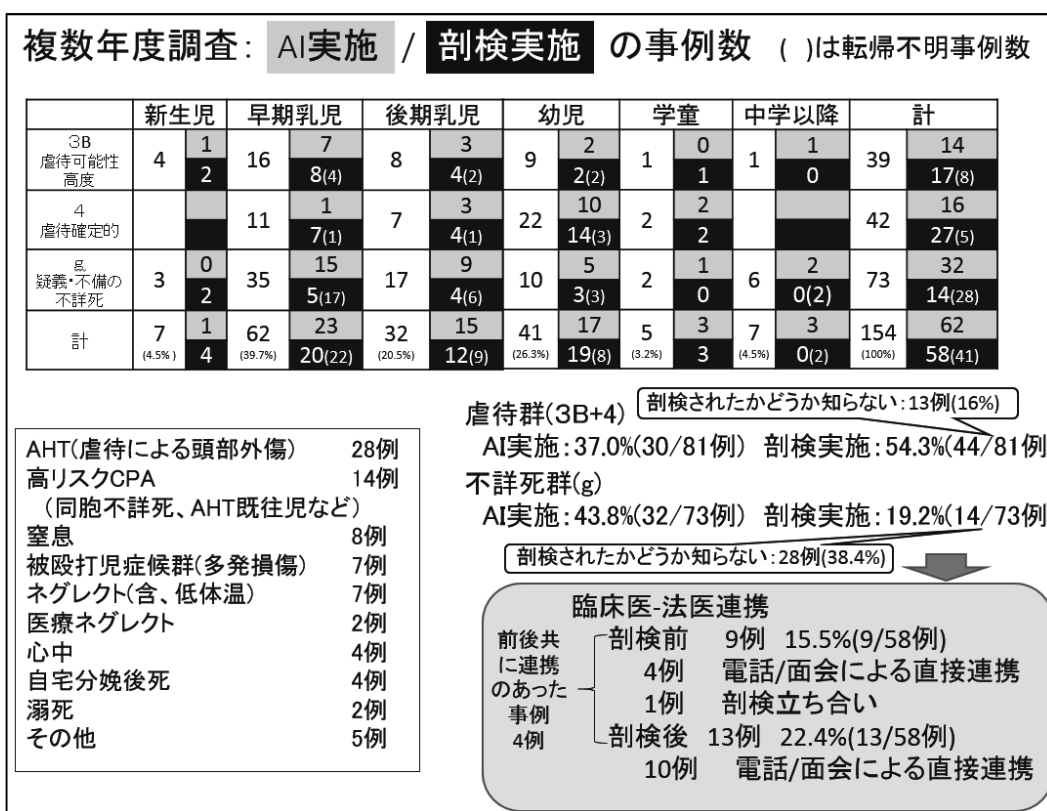 複数年度調査: AI実施 / 剖検実施 の事例数 ( )は転帰不明事例数
新生児 早期乳児 後期乳児 幼児 学童 中学以降 計
3B 虐待可能性 高度 4 1 2 16 7 8(4) 8 3 4(2) 9 2 2(2) 1 0 1 1 1 0 39 14 17(8)
4 虐待確定的 11 1 7(1) 7 3 4(1) 22 10 14(3) 2 2 2 42 16 27(5)
g 疑義・不備の 不詳死 3 0 2 35 15 5(17) 17 9 4(6) 10 5 3(3) 2 1 0 6 2 0(2) 73 32 14(28)
計 7 (4.5%) 1 4 62 (39.7%) 23 20(22) 32 (20.5%) 15 12(9) 41 (26.3%) 17 19(8) 5 (3.2%) 3 3 7 (4.5%) 3 0(2) 154 (100%) 62 58(41)
AHT(虐待による頭部外傷) 28例
高リスクCPA 14例
(同胞不詳死、AHT既往児など)
窒息 8例
被殴打児症候群(多発損傷) 7例
ネグレクト(含、低体温) 7例
医療ネグレクト 2例
心中 4例
自宅分娩後死 4例
溺死 2例
その他 5例
虐待群(3B+4) 剖検されたかどうか知らない:13例(16%)
AI実施:37.0%(30/81例) 剖検実施:54.3%(44/81例
不詳死群(g)
AI実施:43.8%(32/73例) 剖検実施:19.2%(14/73例
剖検されたかどうか知らない:28例(38.4%)
臨床医-法医連携
前後共
に連携
のあった
事例
4例
剖検前 9例 15.5%(9/58例)
4例 電話/面会による直接連携
1例 剖検立ち合い
剖検後 13例 22.4%(13/58例)
10例 電話/面会による直接連携